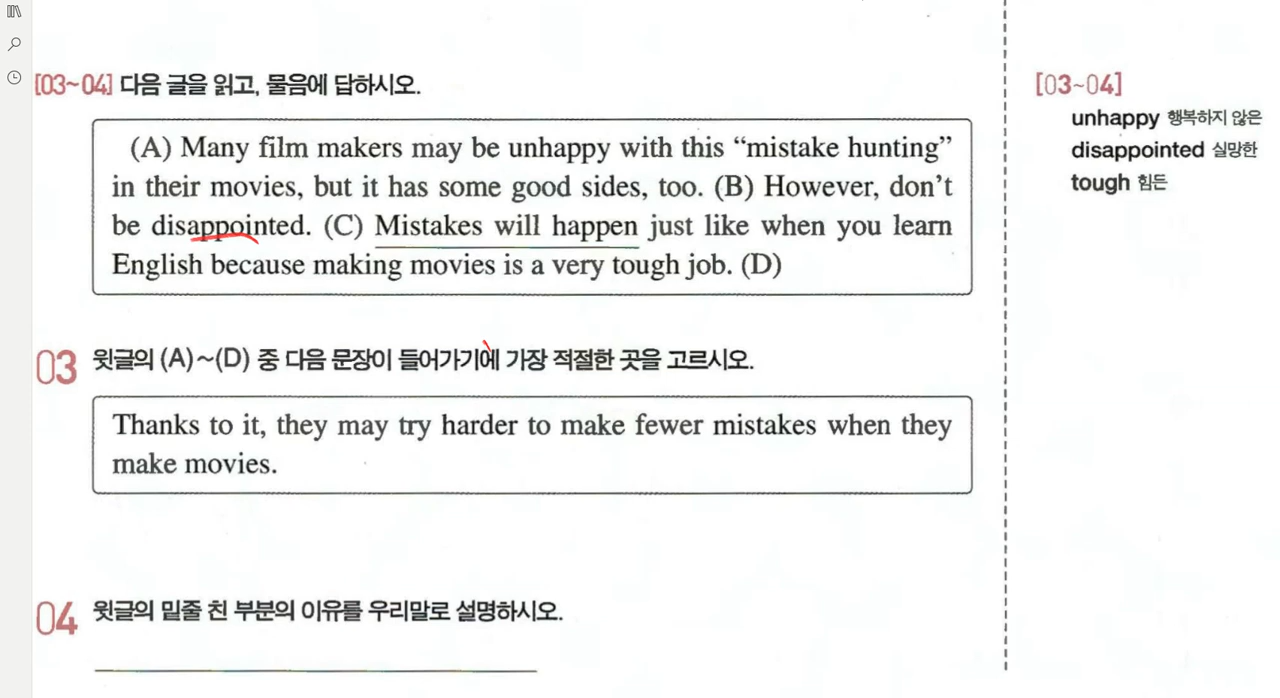 [03~04] 다음 글을 읽고, 물음에 답하시오.
(A) Many film makers may be unhappy with this “mistake hunting”
in their movies, but it has some good sides, too. (B) However, don’t
be disappointed. (C) Mistakes will happen just like when you learn
English because making movies is a very tough job. (D)
03 윗글의 (A)~(D) 중 다음 문장이 들어가기에 가장 적절한 곳을 고르시오.
Thanks to it, they may try harder to make fewer mistakes when they
make movies.
04 윗글의 밑줄 친 부분의 이유를 우리말로 설명하시오.
[03~04]
unhappy 행복하지 않은
disappointed 실망한
tough 힘든